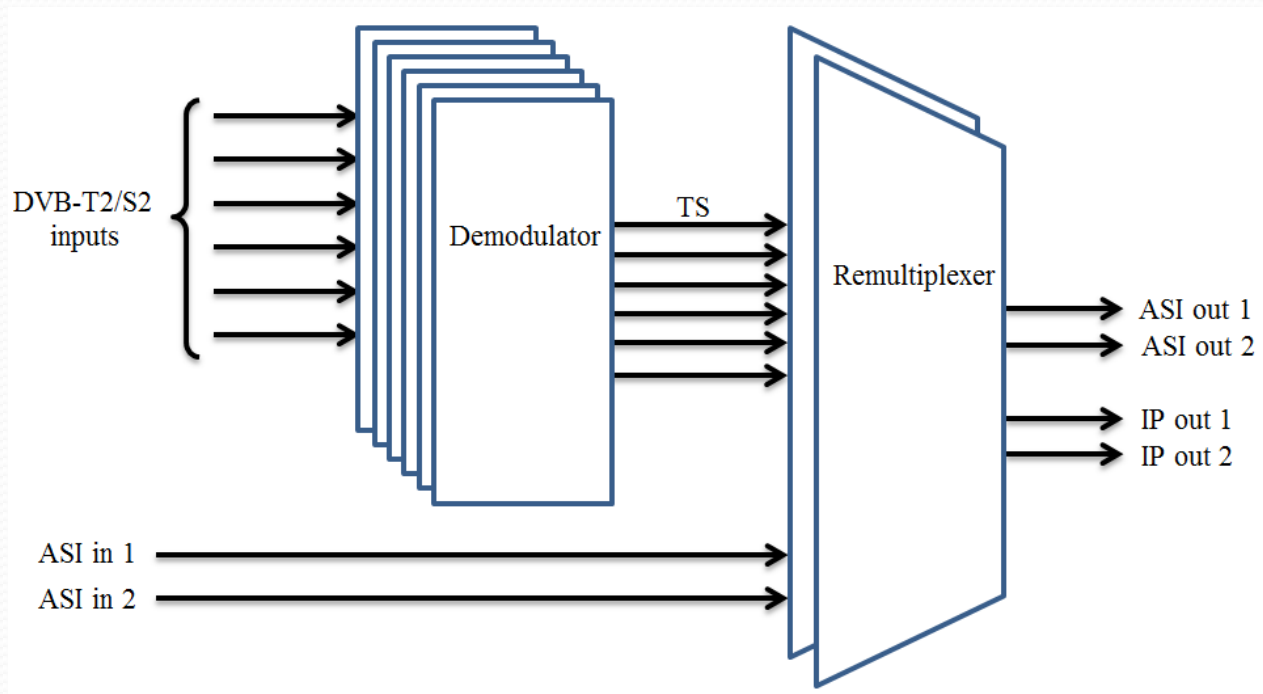 DVB-T2/S2
inputs
Demodulator
TS
Remultiplexer
ASI out 1
ASI out 2
IP out 1
IP out 2
ASI in 1
ASI in 2